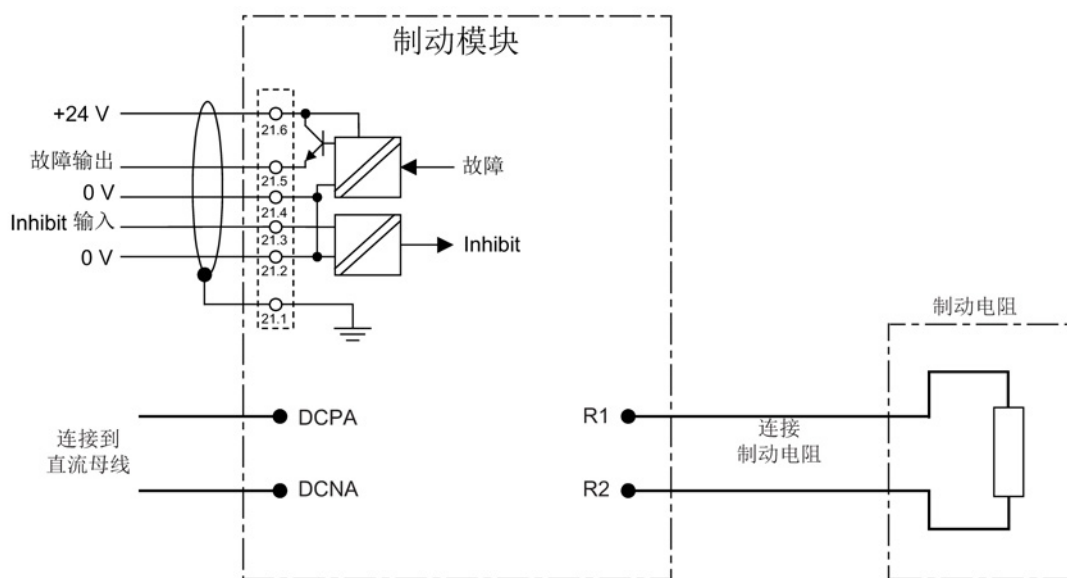 制动模块
+24 V
21.6
故障输出
21.5
故障
0 V
21.4
Inhibit 输入
21.3
Inhibit
0 V
21.2
21.1
制动电阻
DCPA
R1
连接到
直流母线
连接
制动电阻
DCNA
R2